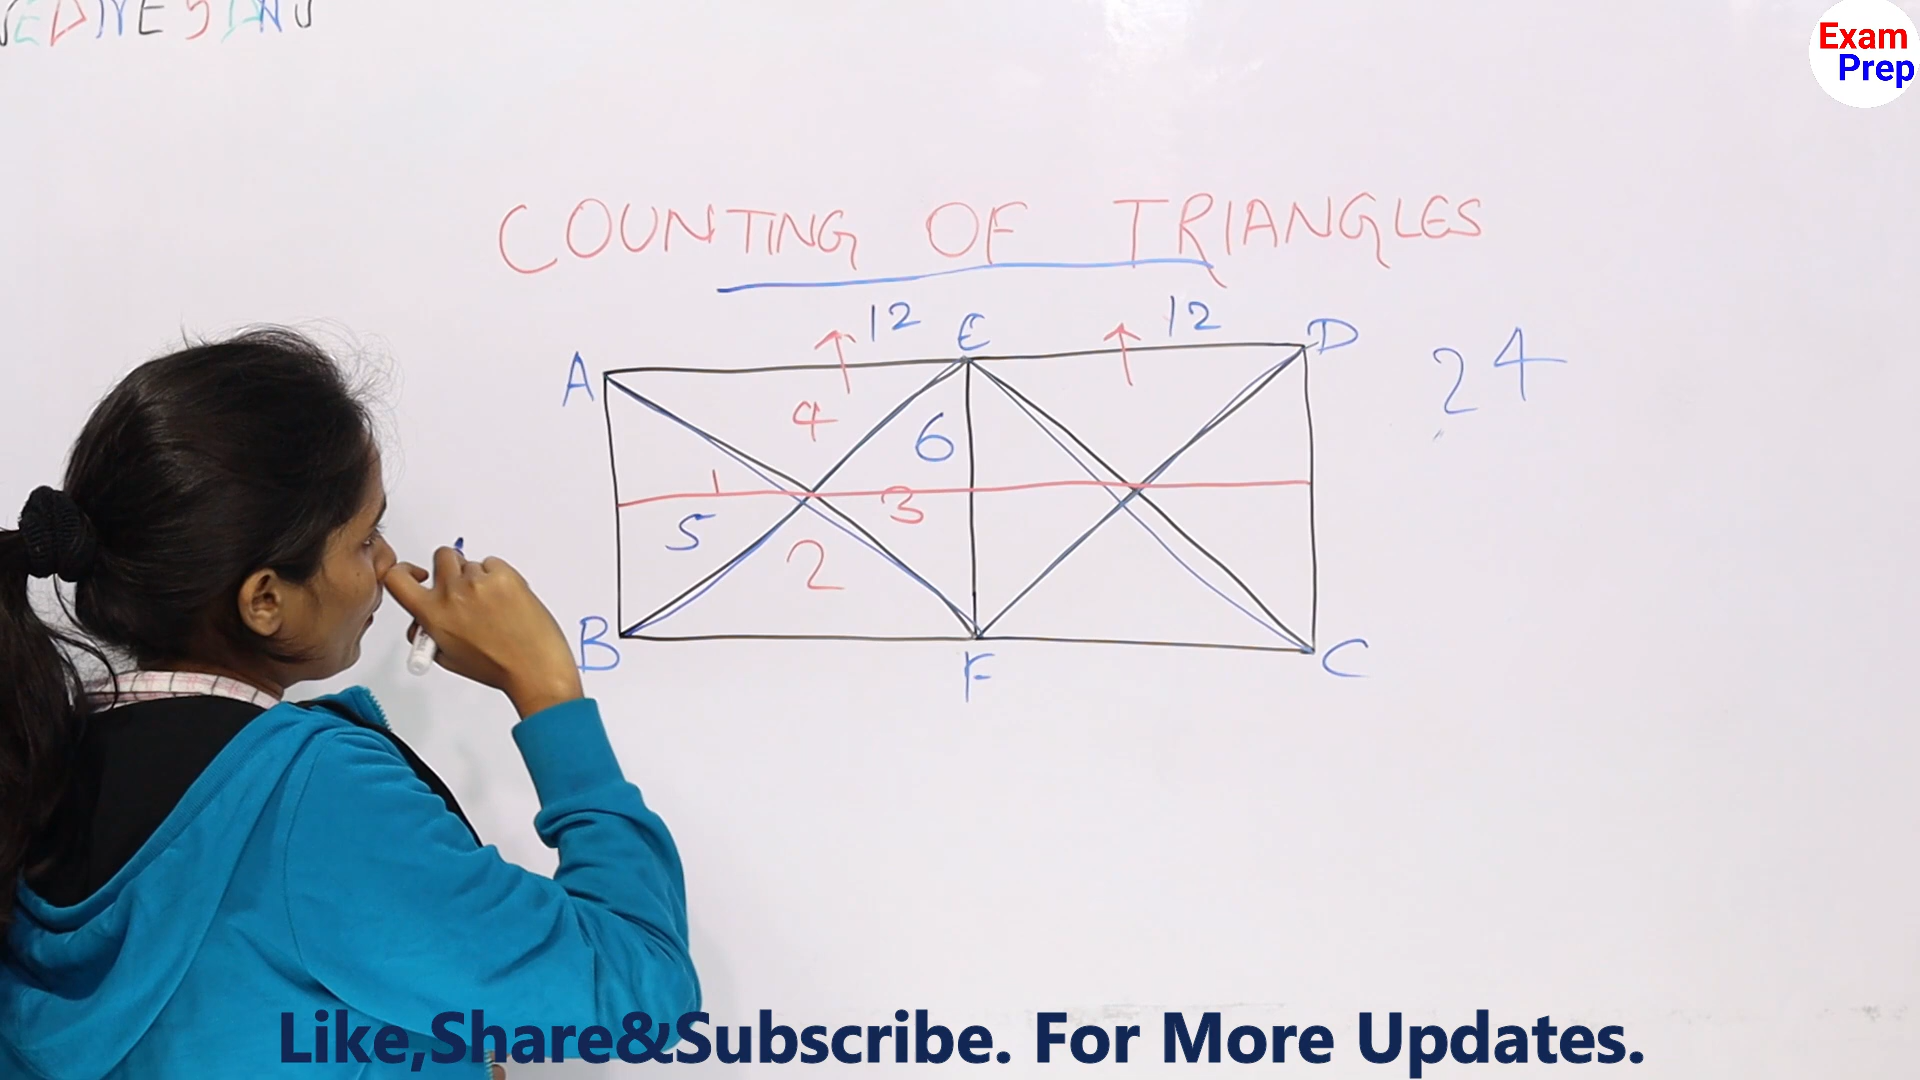 Exam
Prep
COUNTING OF TRIANGLES
12 12
A E D
24
4
6
1
3
5
2
B F C
Like,Share&Subscribe. For More Updates.